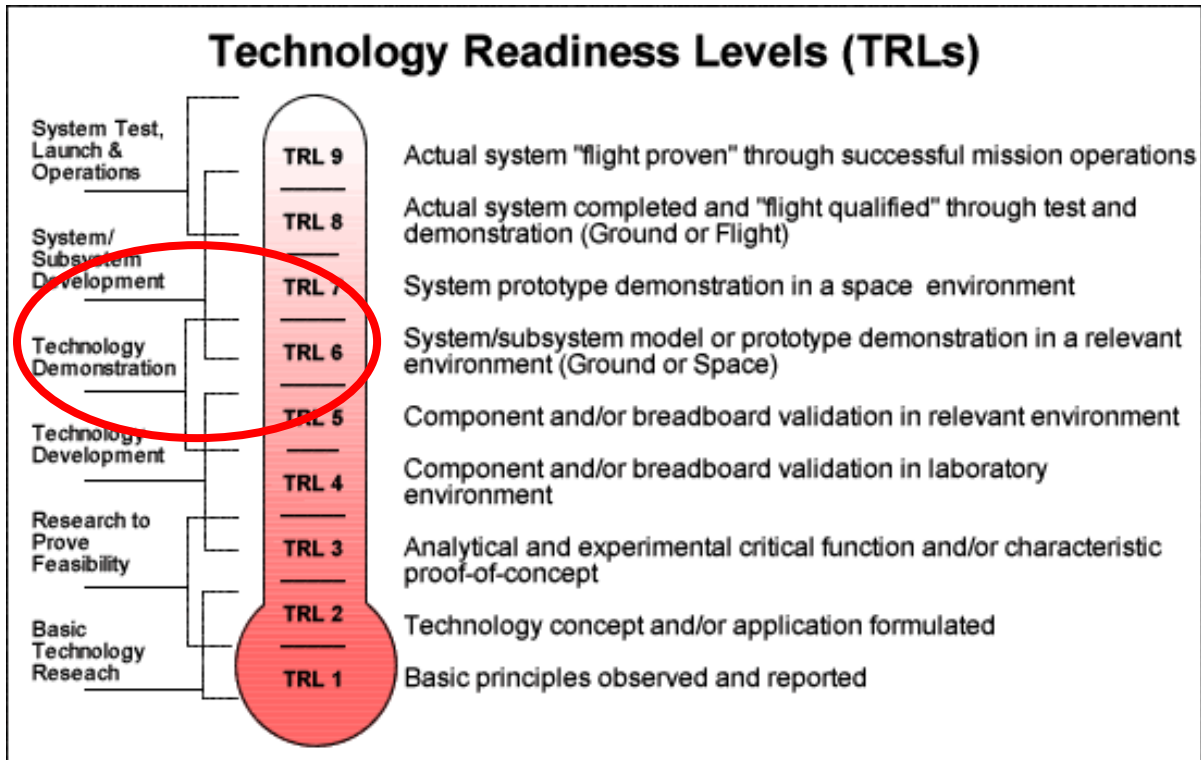 Technology Readiness Levels (TRLs)
System Test,
Launch &
Operations
System/
Subsystem
Development
Technology
Demonstration
Technology
Development
Research to
Prove
Feasibility
Basic
Technology
Reseach
TRL 9
Actual system "flight proven" through successful mission operations
TRL 8
Actual system completed and "flight qualified" through test and
demonstration (Ground or Flight)
TRL 7
System prototype demonstration in a space environment
TRL 6
System/subsystem model or prototype demonstration in a relevant
environment (Ground or Space)
TRL 5
Component and/or breadboard validation in relevant environment
TRL 4
Component and/or breadboard validation in laboratory
environment
TRL 3
Analytical and experimental critical function and/or characteristic
proof-of-concept
TRL 2
Technology concept and/or application formulated
TRL 1
Basic principles observed and reported